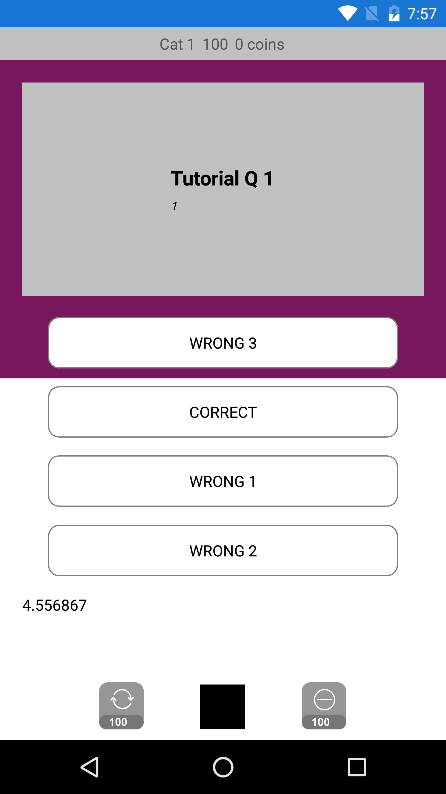 7:57
Cat 1 100 0 coins
Tutorial Q 1
1
WRONG 3
CORRECT
WRONG 1
WRONG 2
4.556867
100
100